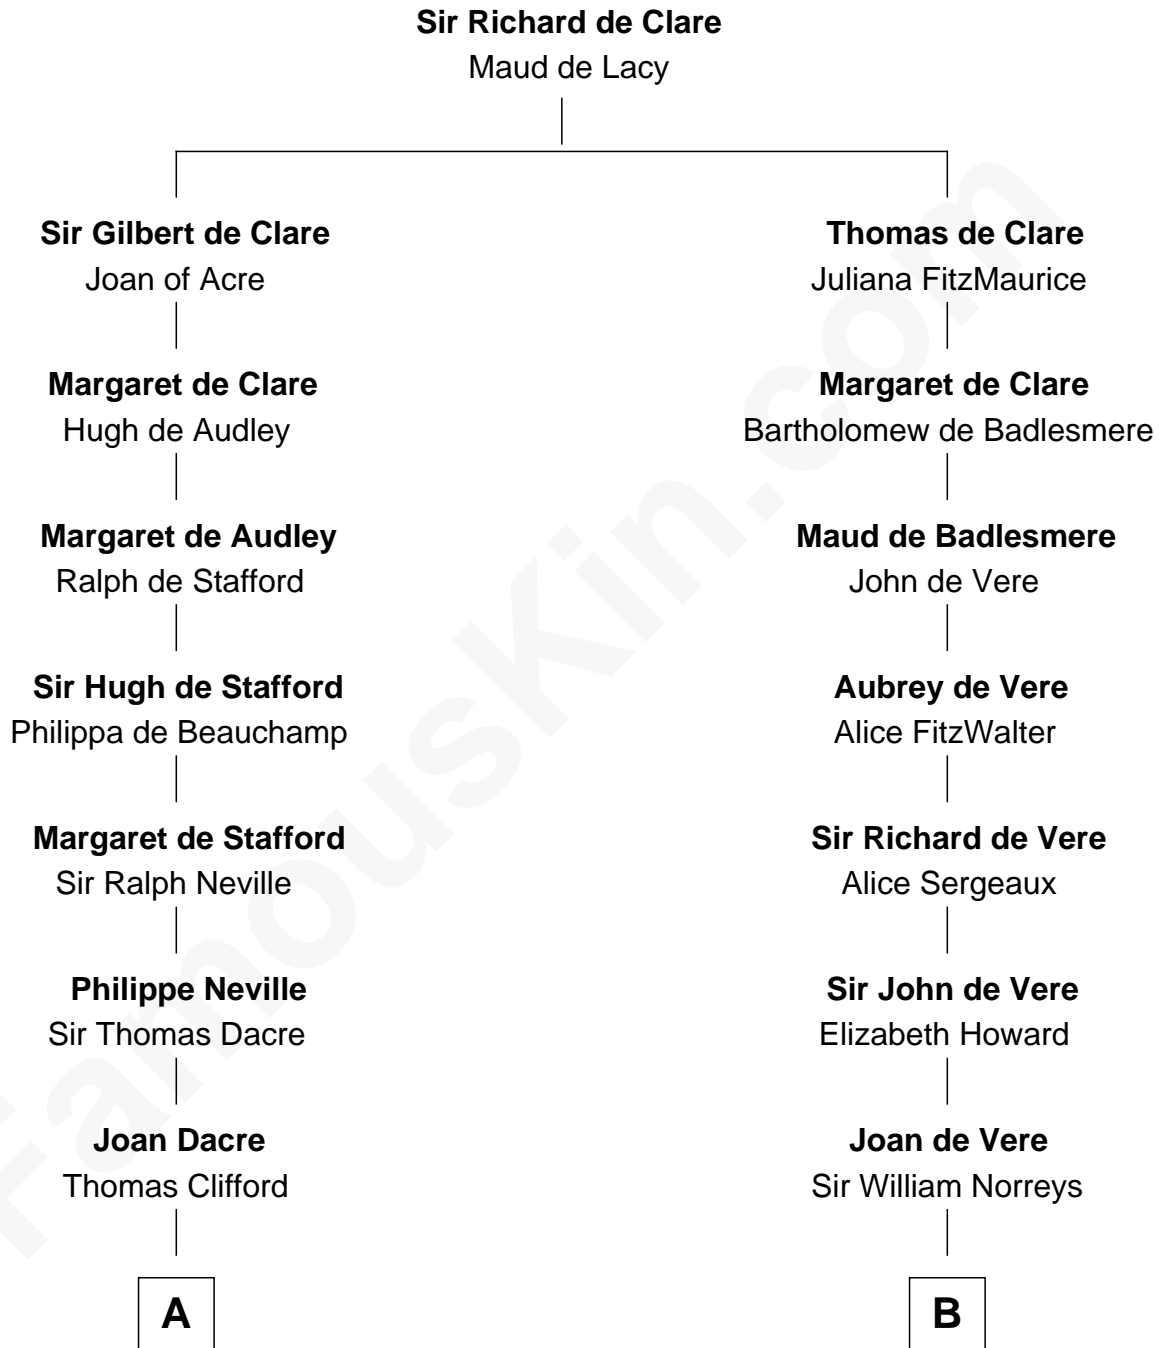 Sir Richard de Clare
Maud de Lacy
Sir Gilbert de Clare
Joan of Acre
Thomas de Clare
Juliana FitzMaurice
Margaret de Clare
Hugh de Audley
Margaret de Clare
Bartholomew de Badlesmere
Margaret de Audley
Ralph de Stafford
Maud de Badlesmere
John de Vere
Sir Hugh de Stafford
Philippa de Beauchamp
Aubrey de Vere
Alice FitzWalter
Margaret de Stafford
Sir Ralph Neville
Sir Richard de Vere
Alice Sergeaux
Philippe Neville
Sir Thomas Dacre
Sir John de Vere
Elizabeth Howard
Joan Dacre
Thomas Clifford
Joan de Vere
Sir William Norreys
A
B
FamousKin.com